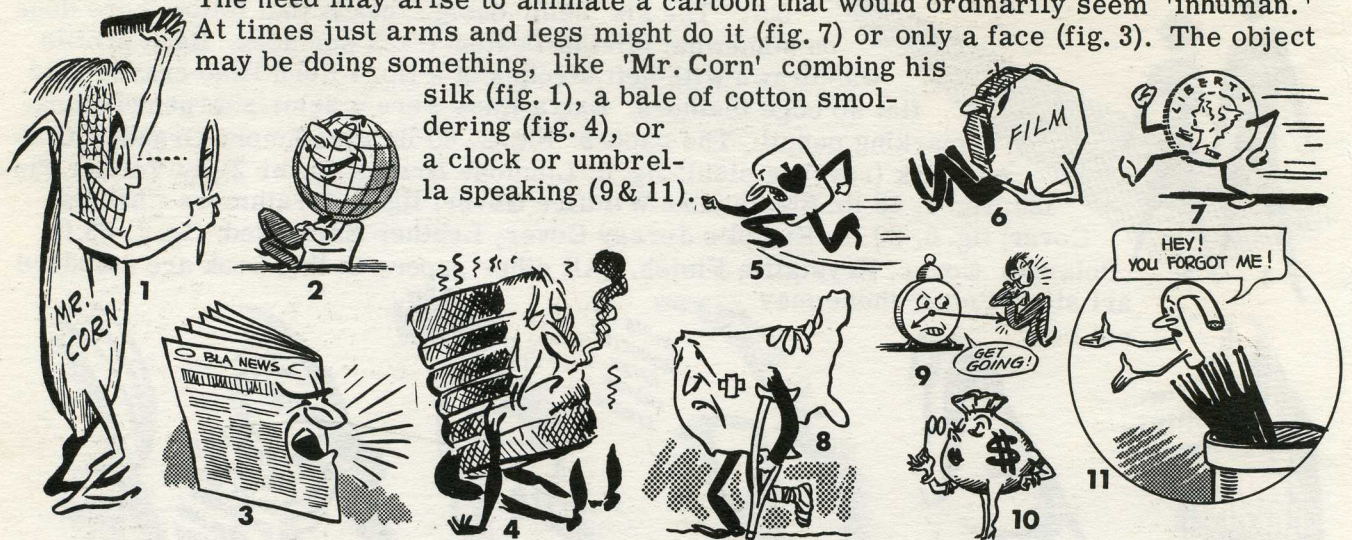 The need may arise to animate a cartoon that would ordinarily seem 'inhuman.'
At times just arms and legs might do it (fig. 7) or only a face (fig. 3). The object
may be doing something, like 'Mr. Corn' combing his
silk (fig. 1), a bale of cotton smol-
dering (fig. 4), or
a clock or umbrel-
la speaking (9 & 11).
MR.
CORN
1
2
BLA NEWS
3
4
5
FILM
6
LIBERTY
7
8
GET
GOING!
9
$
10
HEY!
YOU FORGOT ME!
11